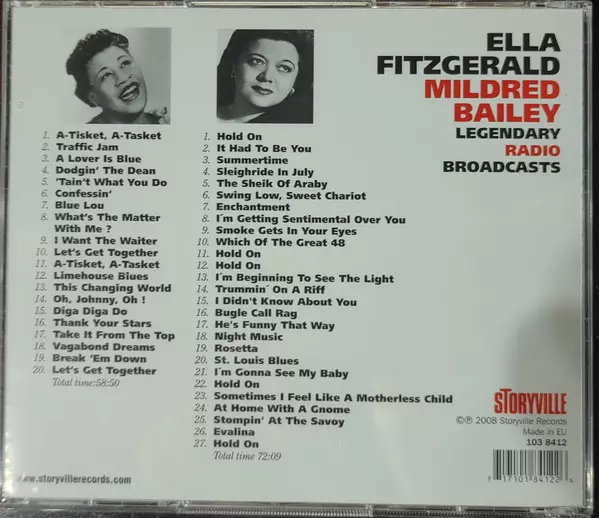 ELLA
FITZGERALD
MILDRED
BAILEY
LEGENDARY
RADIO
BROADCASTS
1. A-Tisket, A-Tasket
2. Traffic Jam
3. A Lover Is Blue
4. Dodgin' The Dean
5. 'Tain't What You Do
6. Confessin'
7. Blue Lou
8. What's The Matter
With Me ?
9. I Want The Waiter
10. Let's Get Together
11. A-Tisket, A-Tasket
12. Limehouse Blues
13. This Changing World
14. Oh, Johnny, Oh !
15. Diga Diga Do
16. Thank Your Stars
17. Take It From The Top
18. Vagabond Dreams
19. Break 'Em Down
20. Let's Get Together
Total time:58:50
1. Hold On
2. It Had To Be You
3. Summertime
4. Sleighride In July
5. The Sheik Of Araby
6. Swing Low, Sweet Chariot
7. Enchantment
8. I´m Getting Sentimental Over You
9. Smoke Gets In Your Eyes
10. Which Of The Great 48
11. Hold On
12. Hold On
13. I´m Beginning To See The Light
14. Trummin´ On A Riff
15. I Didn't Know About You
16. Bugle Call Rag
17. He's Funny That Way
18. Night Music
19. Rosetta
20. St. Louis Blues
21. I´m Gonna See My Baby
22. Hold On
23. Sometimes I Feel Like A Motherless Child
24. At Home With A Gnome
25. Stompin' At The Savoy
26. Evalina
27. Hold On
Total time 72:09
STORYVILLE
©℗ 2008 Storyville Records
Made in EU
103 8412
7 17101 84122 5
www.storyvillerecords.com